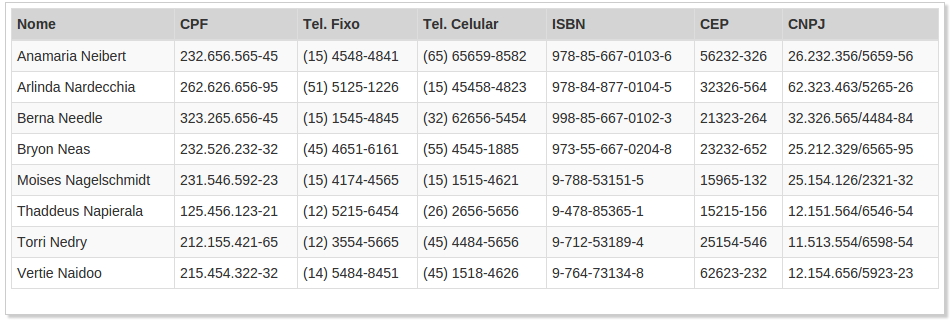 Nome CPF Tel. Fixo Tel. Celular ISBN CEP CNPJ
Anamaria Neibert 232.656.565-45 (15) 4548-4841 (65) 65659-8582 978-85-667-0103-6 56232-326 26.232.356/5659-56
Arlinda Nardecchia 262.626.656-95 (51) 5125-1226 (15) 45458-4823 978-84-877-0104-5 32326-564 62.323.463/5265-26
Berna Needle 323.265.656-45 (15) 1545-4845 (32) 62656-5454 998-85-667-0102-3 21323-264 32.326.565/4484-84
Bryon Neas 232.526.232-32 (45) 4651-6161 (55) 4545-1885 973-55-667-0204-8 23232-652 25.212.329/6565-95
Moises Nagelschmidt 231.546.592-23 (15) 4174-4565 (15) 1515-4621 9-788-53151-5 15965-132 25.154.126/2321-32
Thaddeus Napierala 125.456.123-21 (12) 5215-6454 (26) 2656-5656 9-478-85365-1 15215-156 12.151.564/6546-54
Torri Nedry 212.155.421-65 (12) 3554-5665 (45) 4484-5656 9-712-53189-4 25154-546 11.513.554/6598-54
Vertie Naidoo 215.454.322-32 (14) 5484-8451 (45) 1518-4626 9-764-73134-8 62623-232 12.154.656/5923-23